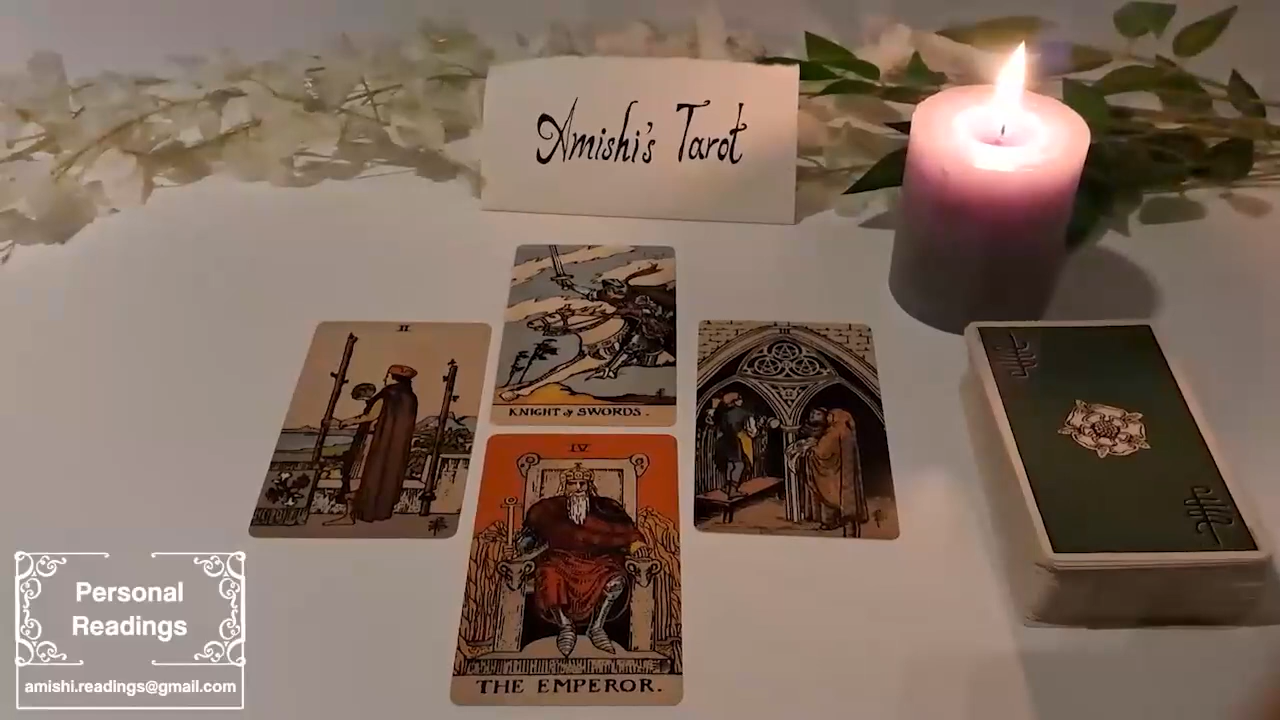 Amishi's Tarot
KNIGHT of SWORDS.
II
III
IV
THE EMPEROR.
Personal
Readings
amishi.readings@gmail.com